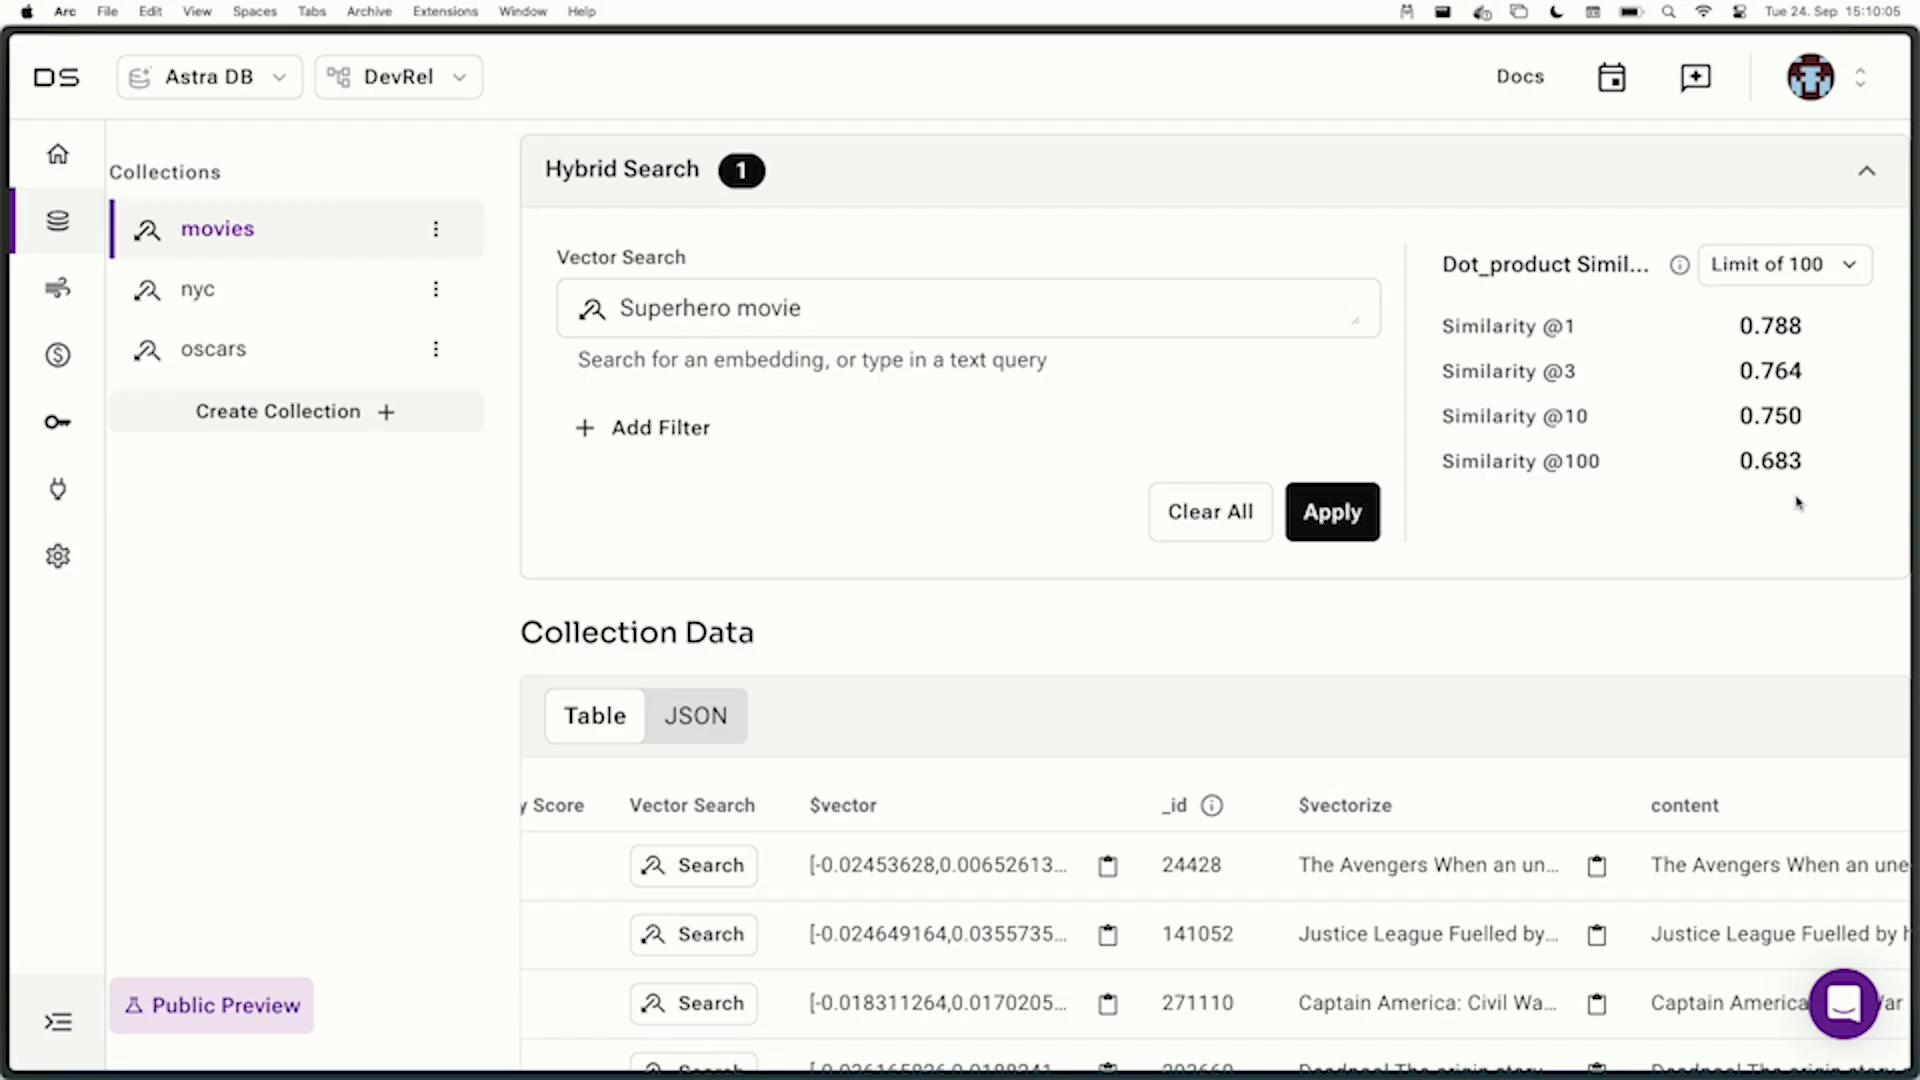 Arc File Edit View Spaces Tabs Archive Extensions Window Help Tue 24. Sep 15:10:05
DS Astra DB DevRel Docs
Collections
movies
nyc
oscars
Create Collection +
Public Preview
Hybrid Search 1
Vector Search
Superhero movie
Search for an embedding, or type in a text query
+ Add Filter
Clear All Apply
Dot_product Simil... Limit of 100
Similarity @1 0.788
Similarity @3 0.764
Similarity @10 0.750
Similarity @100 0.683
Collection Data
Table JSON
y Score Vector Search $vector _id $vectorize content
Search [-0.02453628,0.00652613... 24428 The Avengers When an un... The Avengers When an une
Search [-0.024649164,0.0355735... 141052 Justice League Fuelled by... Justice League Fuelled by h
Search [-0.018311264,0.0170205... 271110 Captain America: Civil Wa... Captain America War